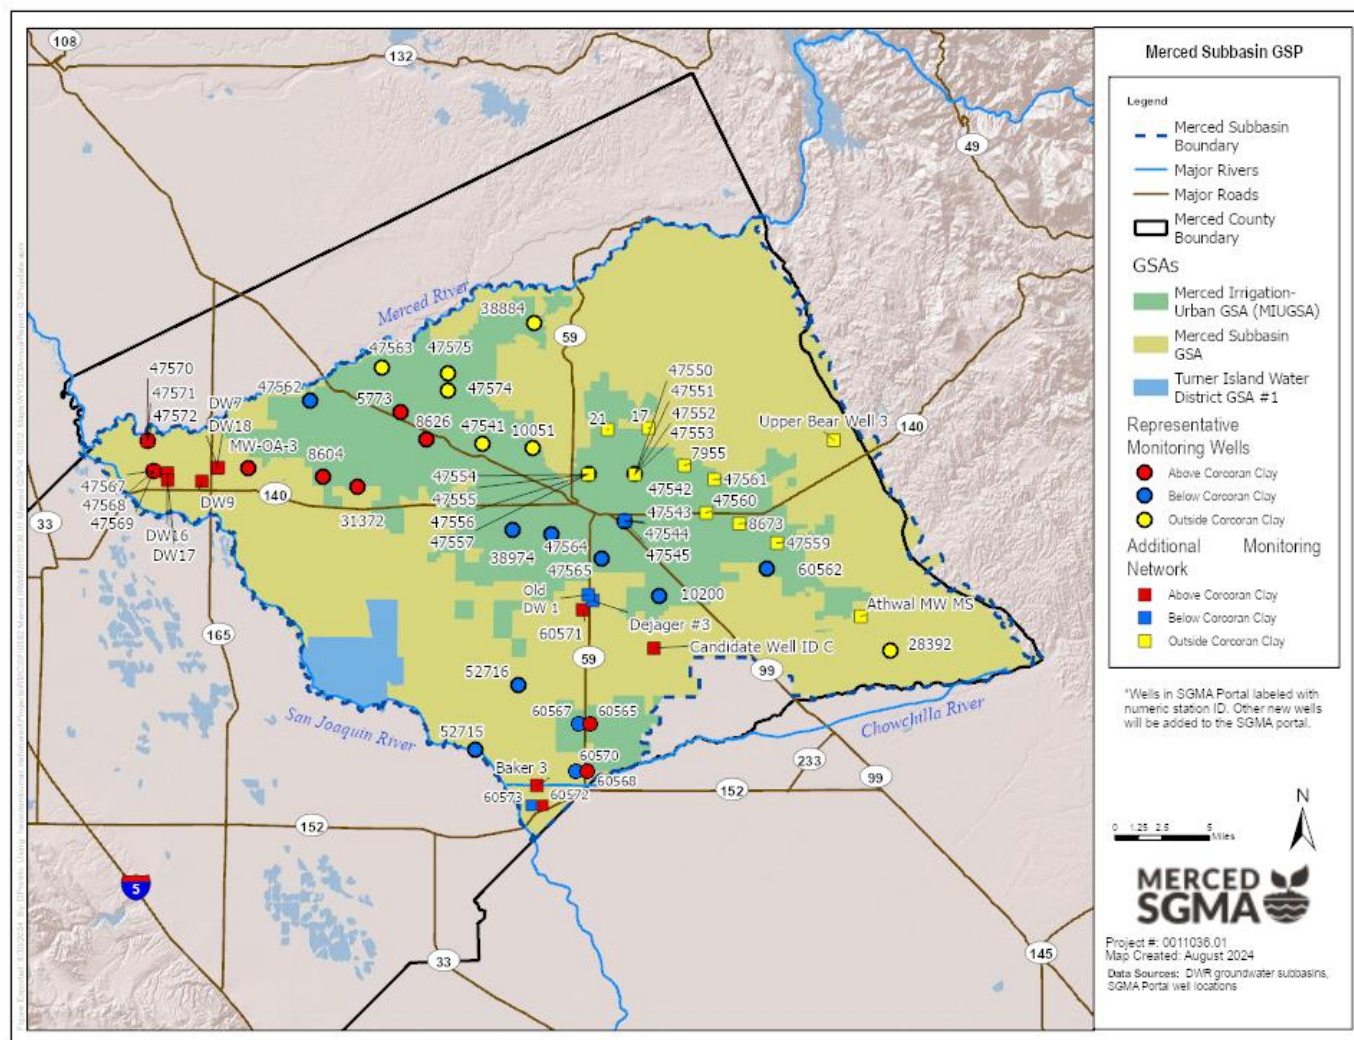 108
132
49
Merced River
38884
59
47563
47575
47570
47571
47572
47562
DW7
DW18
5773
47574
8626
47541
10051
21
17
47550
47551
47552
47553
7955
Upper Bear Well 3
140
MW-OA-3
8604
47567
47568
47569
DW9
140
31372
DW16
DW17
33
47554
47555
47556
47557
47542
47561
47560
47543
47544
47545
8673
47559
38974
47564
47565
60562
Old
DW 1
10200
Athwal MW MS
60571
Dejager #3
165
59
Candidate Well ID C
28392
99
52716
60567
60565
San Joaquin River
Chowchilla River
52715
Baker 3
60570
60568
60573
60572
233
99
152
152
5
33
145
Merced Subbasin GSP
Legend
Merced Subbasin
Boundary
Major Rivers
Major Roads
Merced County
Boundary
GSAs
Merced Irrigation-
Urban GSA (MIUGSA)
Merced Subbasin
GSA
Turner Island Water
District GSA #1
Representative
Monitoring Wells
Above Corcoran Clay
Below Corcoran Clay
Outside Corcoran Clay
Additional Monitoring
Network
Above Corcoran Clay
Below Corcoran Clay
Outside Corcoran Clay
*Wells in SGMA Portal labeled with
numeric station ID. Other new wells
will be added to the SGMA portal.
N
0 1.25 2.5 5
Miles
MERCED
SGMA
Project #: 0011036.01
Map Created: August 2024
Data Sources: DWR groundwater subbasins,
SGMA Portal well locations